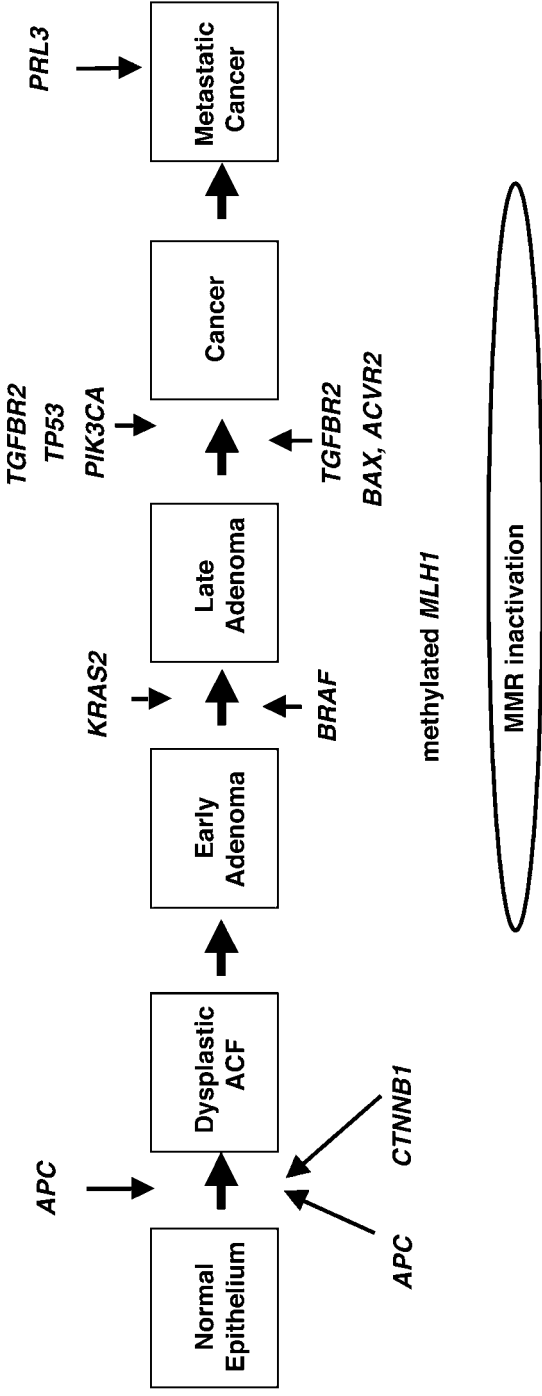 APC
KRAS2
TGFBR2
TP53
PIK3CA
PRL3
Normal
Epithelium
Dysplastic
ACF
Early
Adenoma
Late
Adenoma
Cancer
Metastatic
Cancer
APC
CTNNB1
BRAF
TGFBR2
BAX, ACVR2
methylated MLH1
MMR inactivation